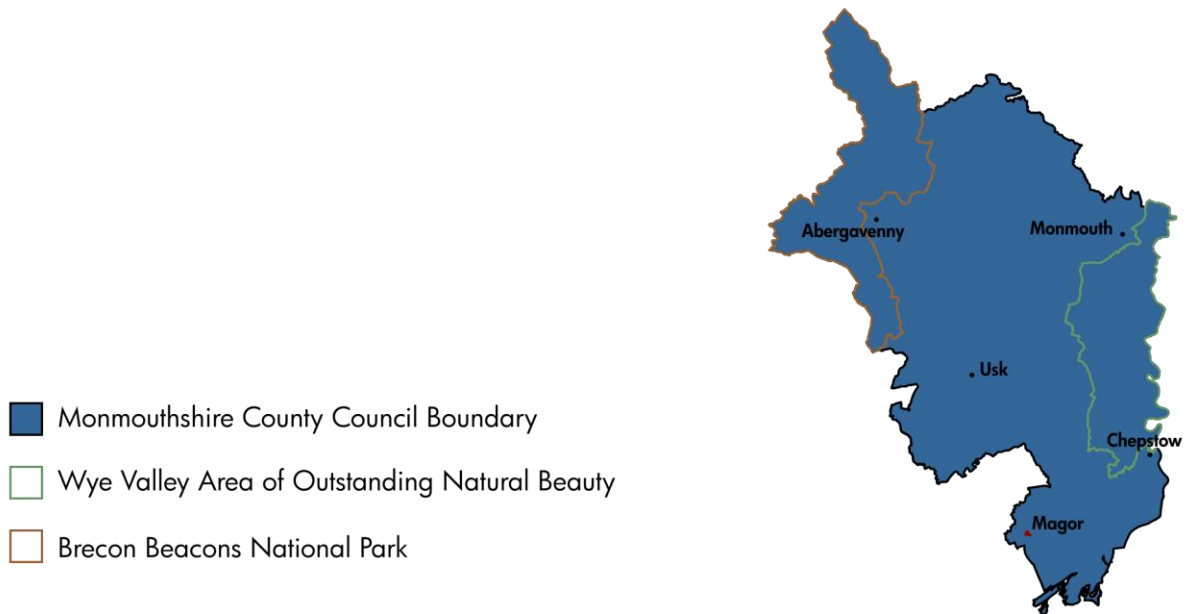 Abergavenny
Monmouth
Usk
Monmouthshire County Council Boundary
Chepstow
Wye Valley Area of Outstanding Natural Beauty
Magor
Brecon Beacons National Park